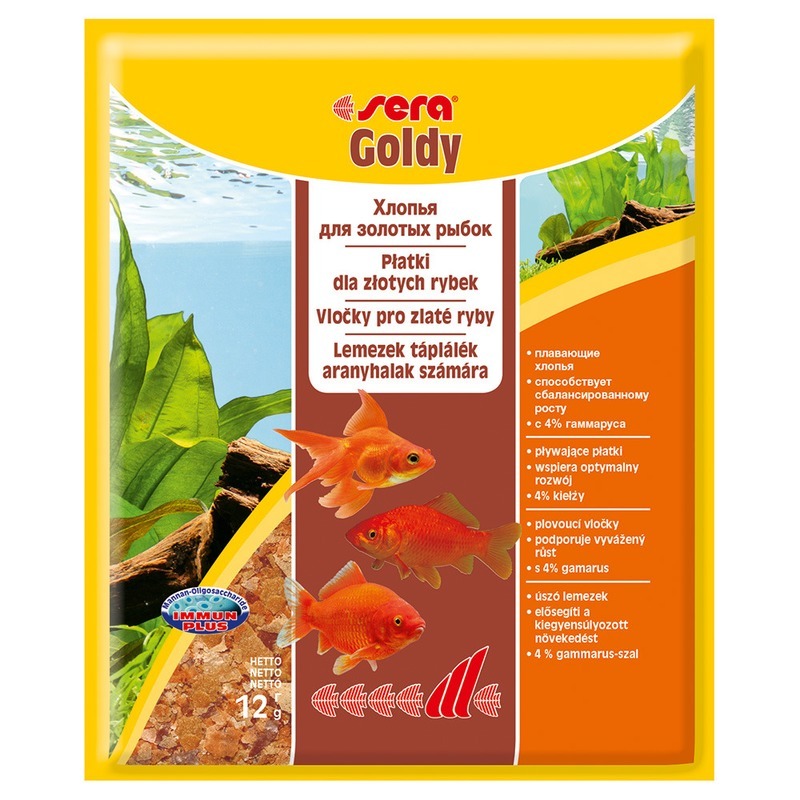 sera®
Goldy
Хлопья
для золотых рыбок
Płatki
dla złotych rybek
Vločky pro zlaté ryby
Lemezek táplálék
aranyhalak számára
• плавающие
хлопья
• способствует
сбалансированному
росту
• с 4% гаммаруса
• pływające płatki
• wspiera optymalny
rozwój
• 4% kiełży
• plovoucí vločky
• podporuje vyvážený
růst
• s 4% gamarus
• úszó lemezek
• elősegíti a
kiegyensúlyozott
növekedést
• 4 % gammarus-szal
Mannan-Oligosaccharide
IMMUN
PLUS
НЕТТО
NETTO
NETTÓ
12 г
g